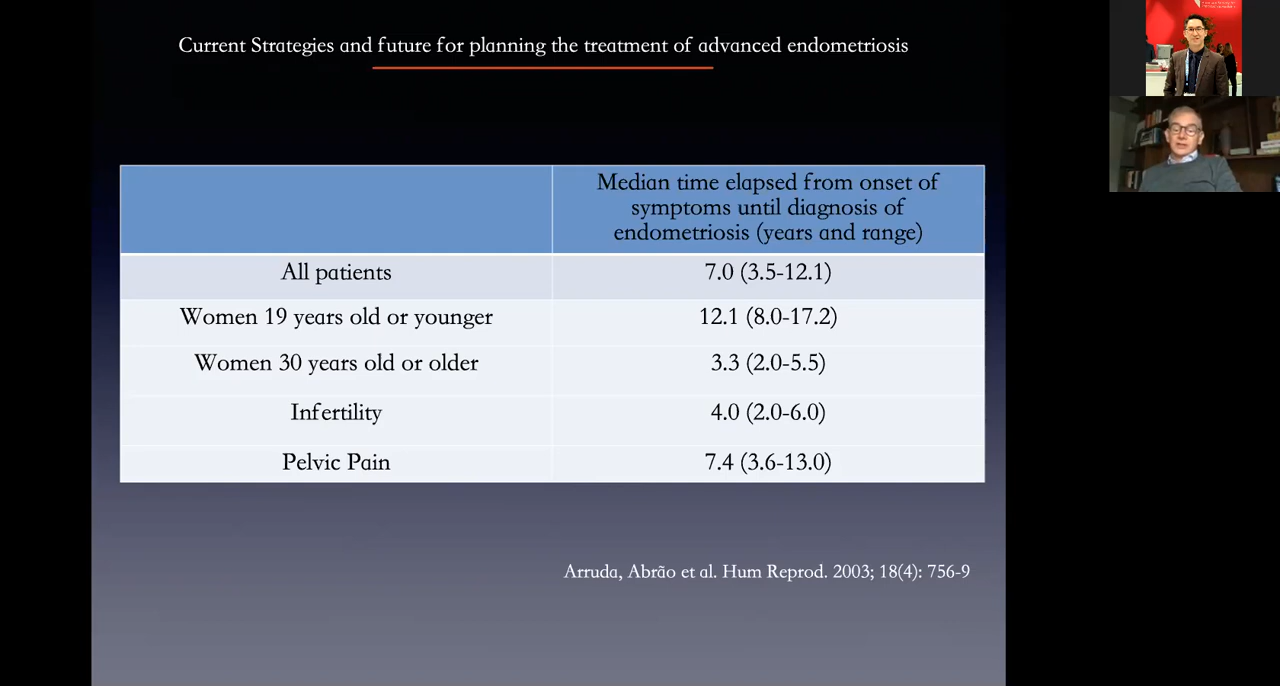 Current Strategies and future for planning the treatment of advanced endometriosis
Median time elapsed from onset of
symptoms until diagnosis of
endometriosis (years and range)
All patients 7.0 (3.5-12.1)
Women 19 years old or younger 12.1 (8.0-17.2)
Women 30 years old or older 3.3 (2.0-5.5)
Infertility 4.0 (2.0-6.0)
Pelvic Pain 7.4 (3.6-13.0)
Arruda, Abrão et al. Hum Reprod. 2003; 18(4): 756-9